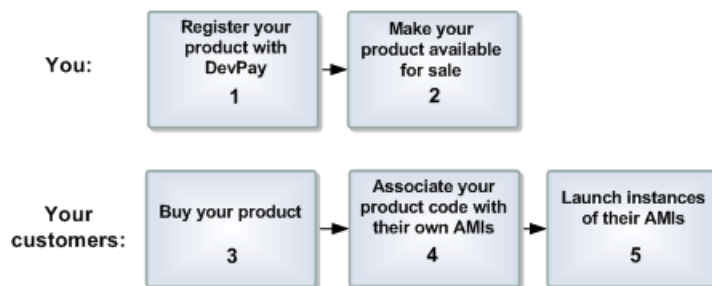 You:
Register your
product with
DevPay
1
Make your
product available
for sale
2
Your
customers:
Buy your product
3
Associate your
product code with
their own AMIs
4
Launch instances
of their AMIs
5